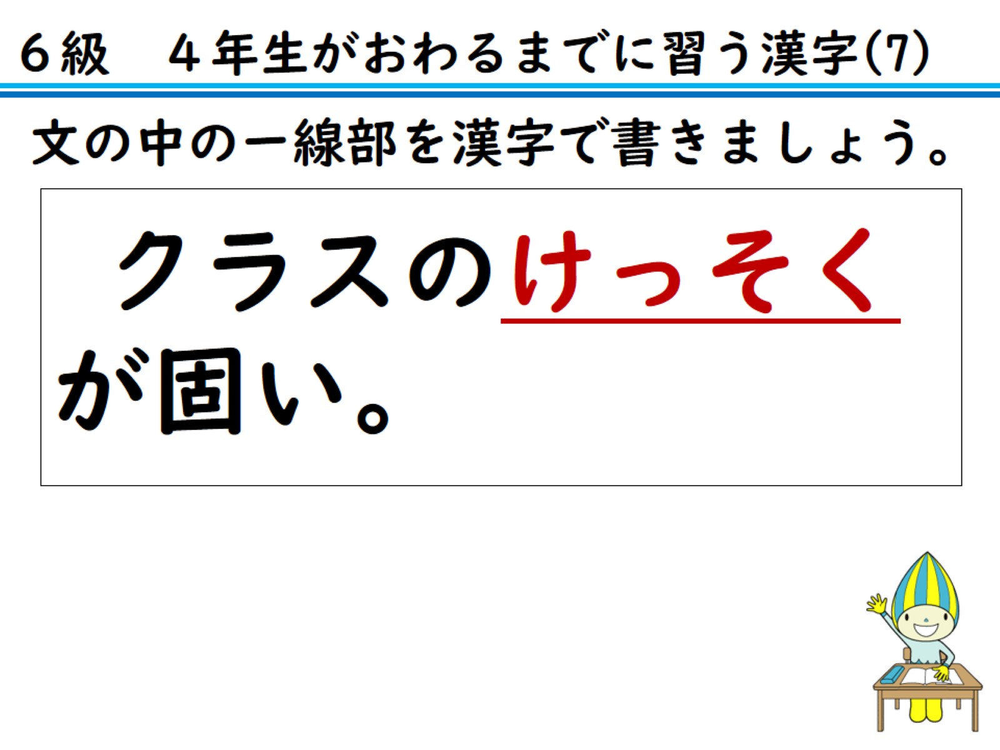 ６級　４年生がおわるまでに習う漢字(7)
文の中の―線部を漢字で書きましょう。
クラスのけっそく
が固い。